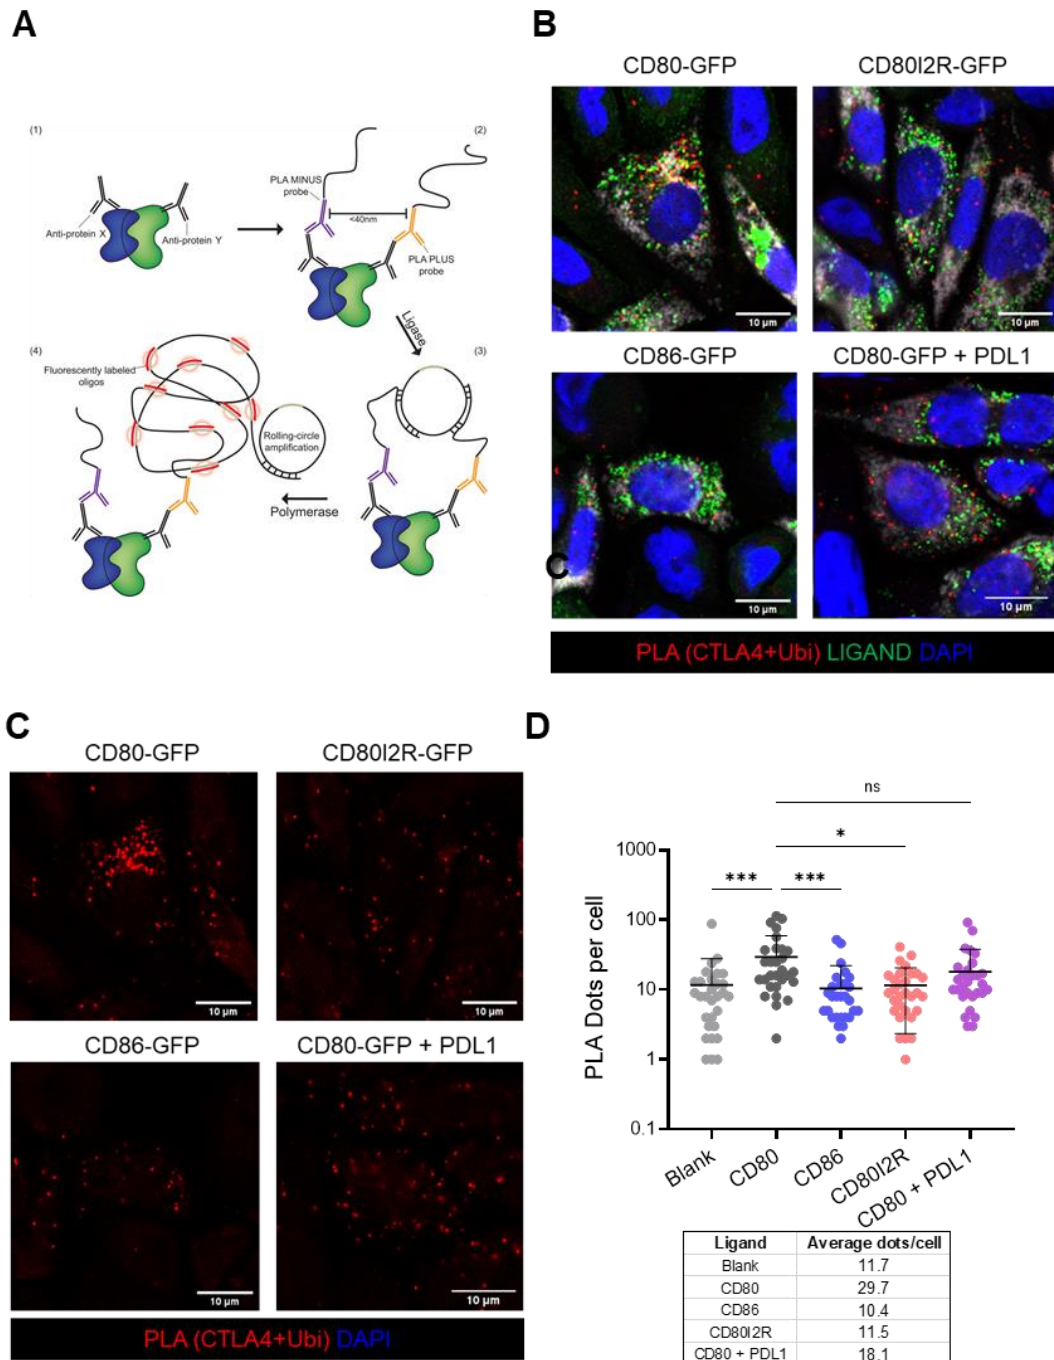 A
(1)
(2)
PLA MINUS
probe
<40nm
Anti-protein X
Anti-protein Y
PLA PLUS
probe
Ligase
(4)
(3)
Fluorescently labeled
oligos
Rolling-circle
amplification
Polymerase
B
CD80-GFP
CD80I2R-GFP
10 µm
10 µm
CD86-GFP
CD80-GFP + PDL1
C
10 µm
10 µm
PLA (CTLA4+Ubi) LIGAND DAPI
C
CD80-GFP
CD80I2R-GFP
10 µm
10 µm
CD86-GFP
CD80-GFP + PDL1
10 µm
10 µm
PLA (CTLA4+Ubi) DAPI
D
ns
*
*** ***
PLA Dots per cell
1000
100
10
1
0.1
Blank
CD80
CD86
CD80I2R
CD80 + PDL1
Ligand Average dots/cell
Blank 11.7
CD80 29.7
CD86 10.4
CD80I2R 11.5
CD80 + PDL1 18.1